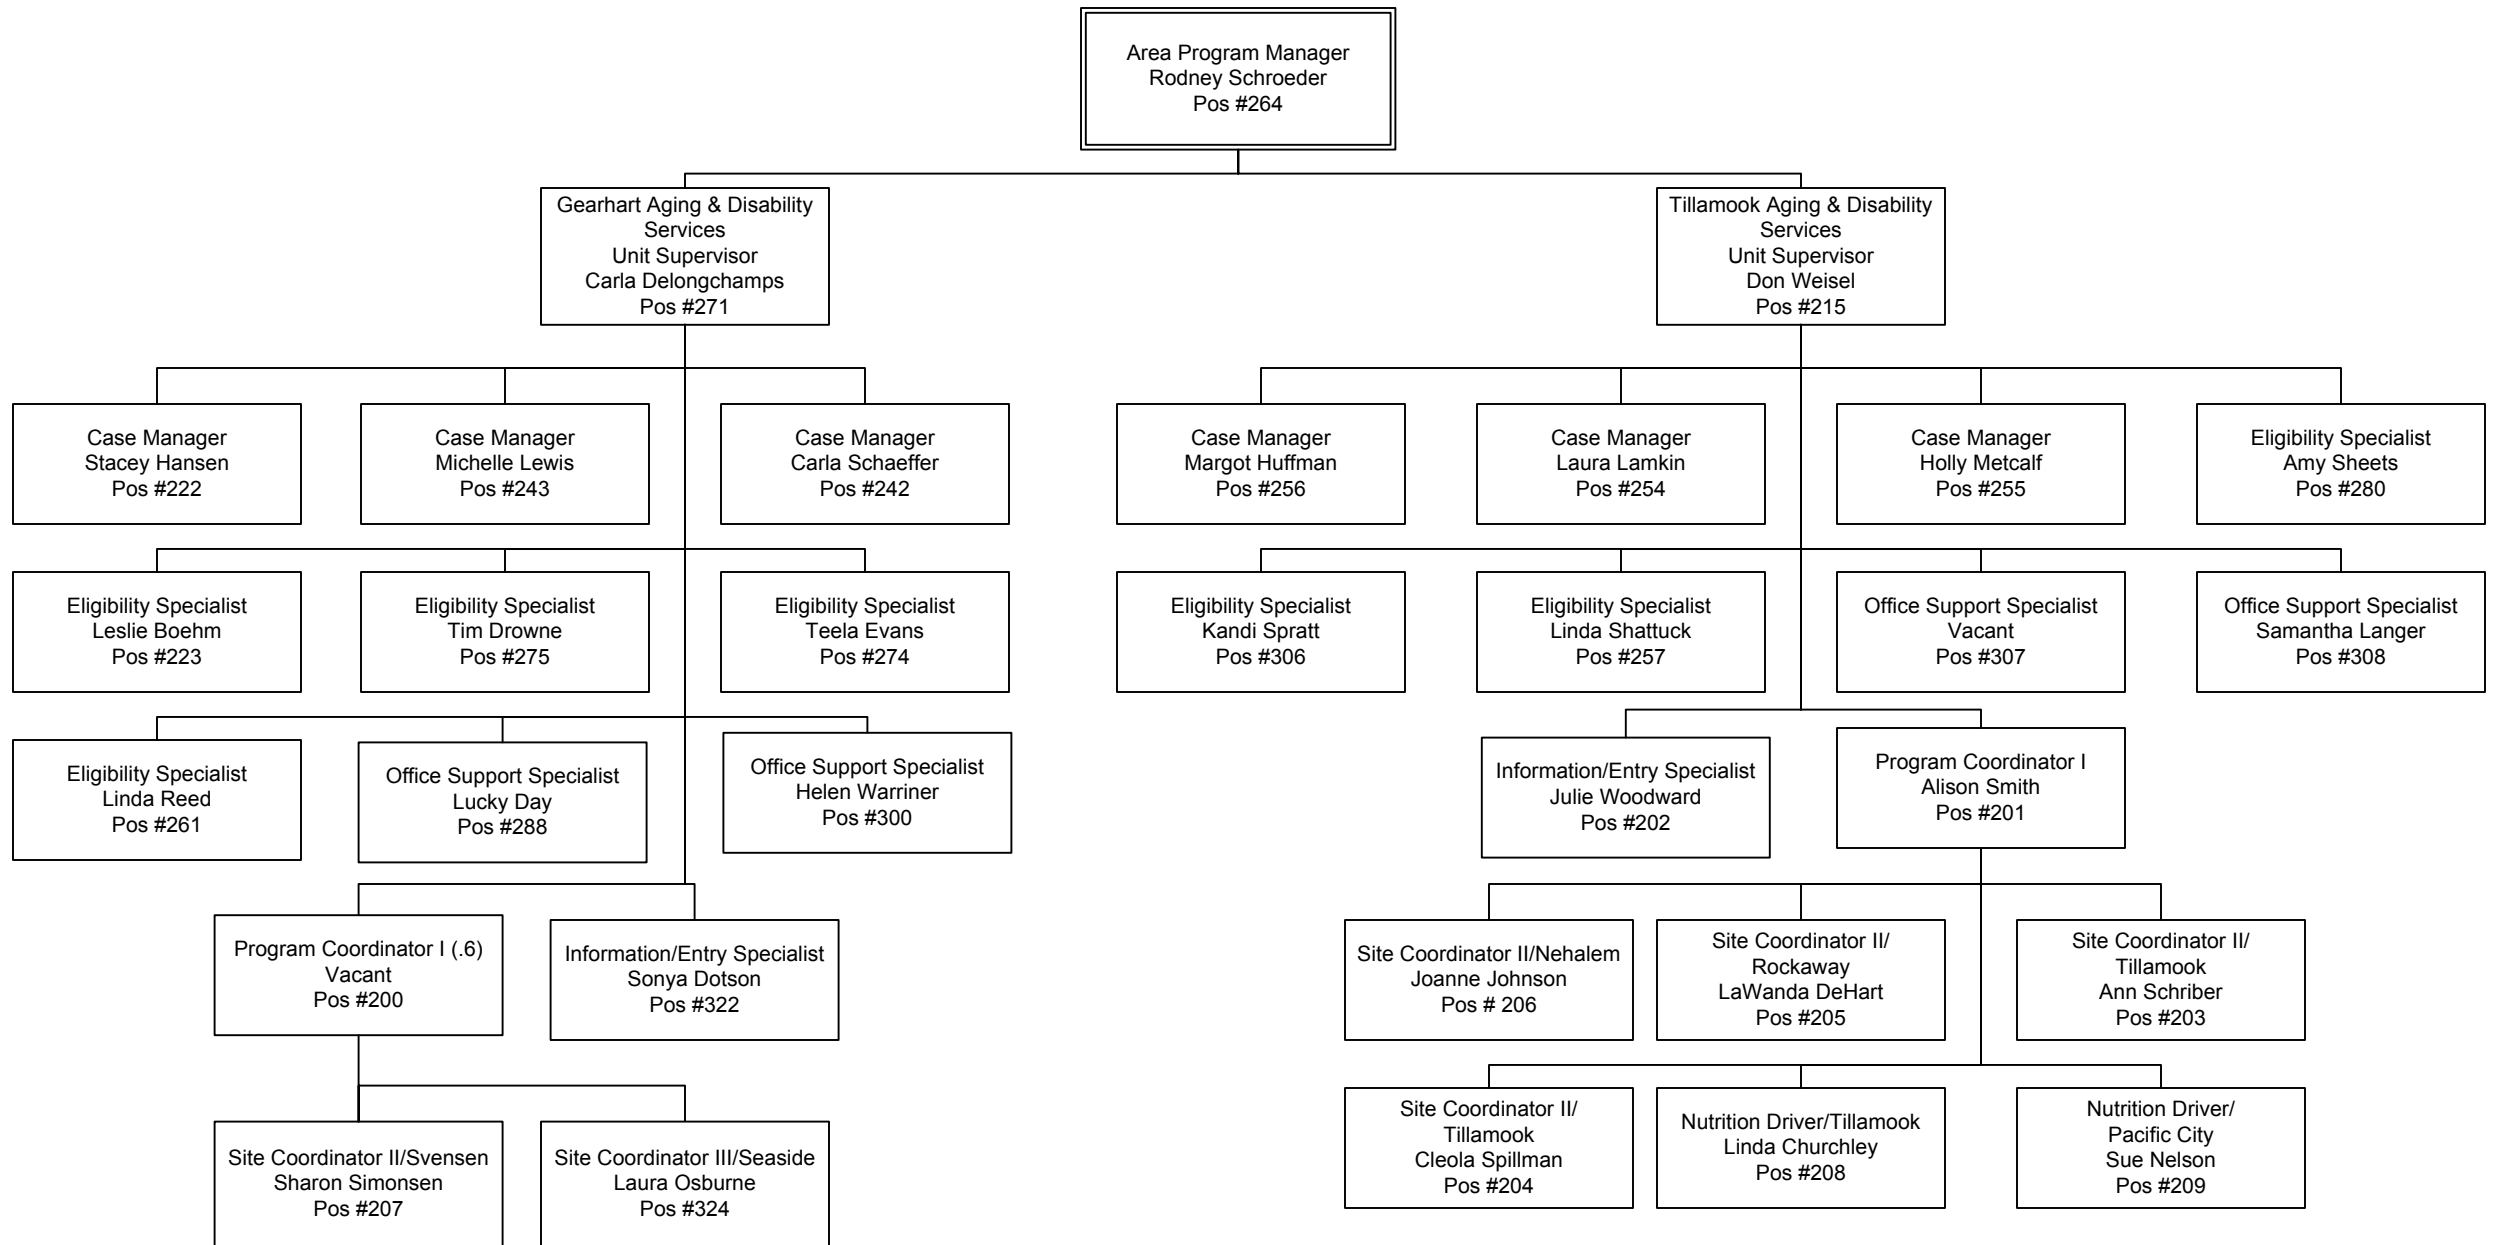 Area Program Manager
Rodney Schroeder
Pos #264
Gearhart Aging & Disability
Services
Unit Supervisor
Carla Delongchamps
Pos #271
Tillamook Aging & Disability
Services
Unit Supervisor
Don Weisel
Pos #215
Case Manager
Stacey Hansen
Pos #222
Case Manager
Michelle Lewis
Pos #243
Case Manager
Carla Schaeffer
Pos #242
Case Manager
Margot Huffman
Pos #256
Case Manager
Laura Lamkin
Pos #254
Case Manager
Holly Metcalf
Pos #255
Eligibility Specialist
Amy Sheets
Pos #280
Eligibility Specialist
Leslie Boehm
Pos #223
Eligibility Specialist
Tim Drowne
Pos #275
Eligibility Specialist
Teela Evans
Pos #274
Eligibility Specialist
Kandi Spratt
Pos #306
Eligibility Specialist
Linda Shattuck
Pos #257
Office Support Specialist
Vacant
Pos #307
Office Support Specialist
Samantha Langer
Pos #308
Eligibility Specialist
Linda Reed
Pos #261
Office Support Specialist
Lucky Day
Pos #288
Office Support Specialist
Helen Warriner
Pos #300
Information/Entry Specialist
Julie Woodward
Pos #202
Program Coordinator I
Alison Smith
Pos #201
Program Coordinator I (.6)
Vacant
Pos #200
Information/Entry Specialist
Sonya Dotson
Pos #322
Site Coordinator II/Nehalem
Joanne Johnson
Pos # 206
Site Coordinator II/
Rockaway
LaWanda DeHart
Pos #205
Site Coordinator II/
Tillamook
Ann Schriber
Pos #203
Site Coordinator II/Svensen
Sharon Simonsen
Pos #207
Site Coordinator III/Seaside
Laura Osburne
Pos #324
Site Coordinator II/
Tillamook
Cleola Spillman
Pos #204
Nutrition Driver/Tillamook
Linda Churchley
Pos #208
Nutrition Driver/
Pacific City
Sue Nelson
Pos #209